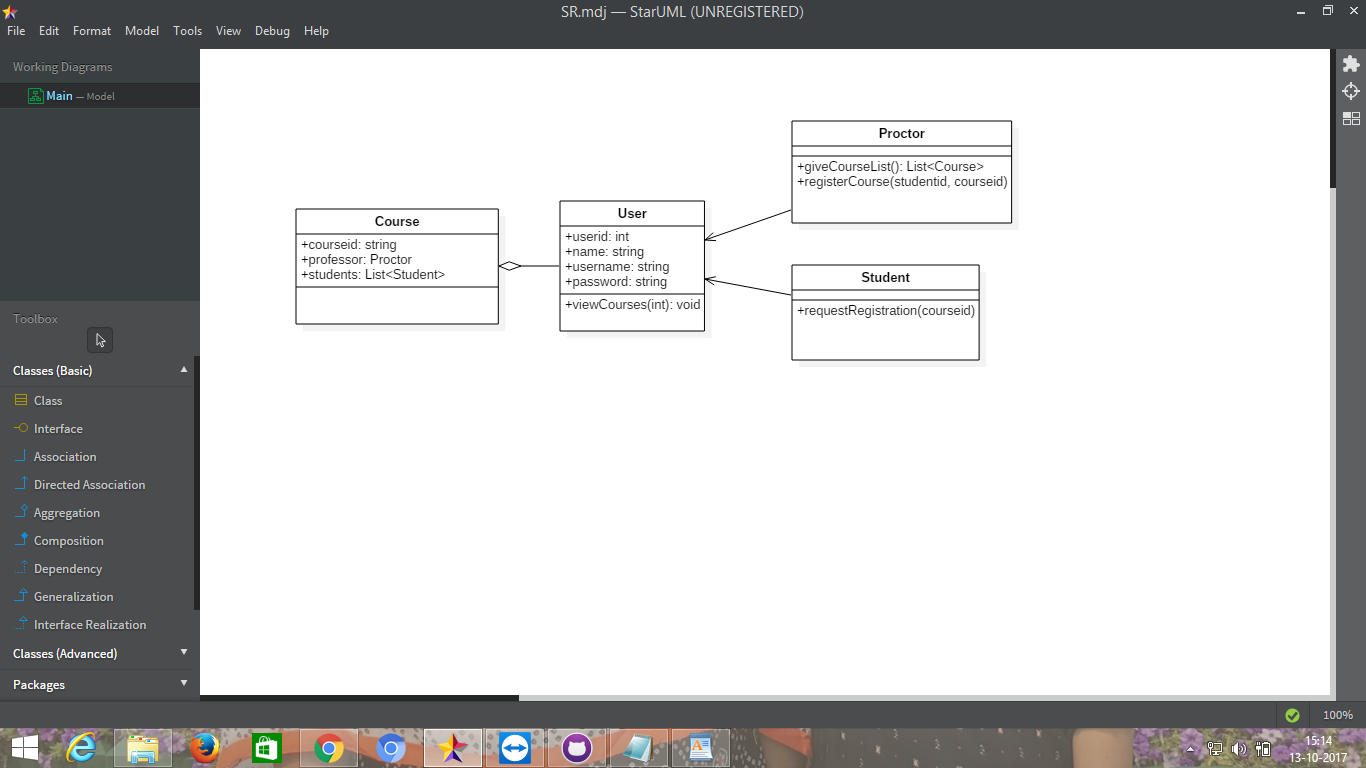 SR.mdj — StarUML (UNREGISTERED)
File Edit Format Model Tools View Debug Help
Working Diagrams
Main — Model
Toolbox
Classes (Basic)
Class
Interface
Association
Directed Association
Aggregation
Composition
Dependency
Generalization
Interface Realization
Classes (Advanced)
Packages
Course
+courseid: string
+professor: Proctor
+students: List<Student>
User
+userid: int
+name: string
+username: string
+password: string
+viewCourses(int): void
Proctor
+giveCourseList(): List<Course>
+registerCourse(studentid, courseid)
Student
+requestRegistration(courseid)
100%
15:14
13-10-2017